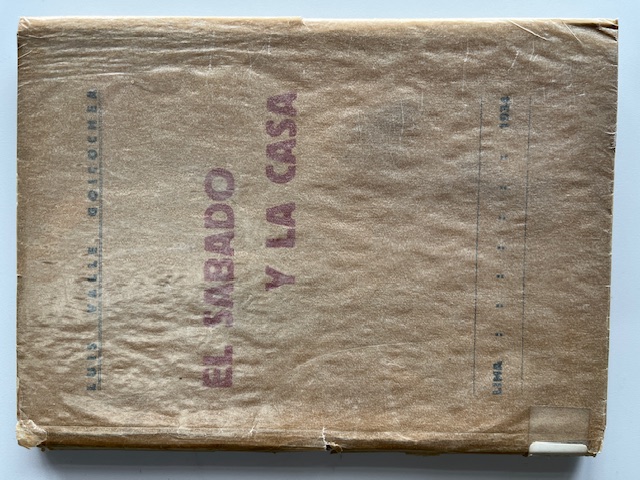 LUIS VALLE GOICOCHEA
EL SABADO
Y LA CASA
LIMA : : : : : : : 1934